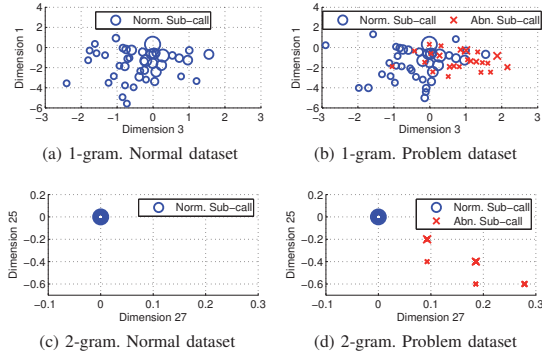 Norm. Sub-call
Dimension 1
4
2
0
−2
−4
−6
−3 −2 −1 0 1 2 3
Dimension 3
(a) 1-gram. Normal dataset
Norm. Sub-call Abn. Sub-call
Dimension 1
4
2
0
−2
−4
−6
−3 −2 −1 0 1 2 3
Dimension 3
(b) 1-gram. Problem dataset
Norm. Sub-call
Dimension 25
0.2
0
−0.2
−0.4
−0.6
−0.1 0 0.1 0.2 0.3
Dimension 27
(c) 2-gram. Normal dataset
Norm. Sub-call
Abn. Sub-call
Dimension 25
0.2
0
−0.2
−0.4
−0.6
−0.1 0 0.1 0.2 0.3
Dimension 27
(d) 2-gram. Problem dataset